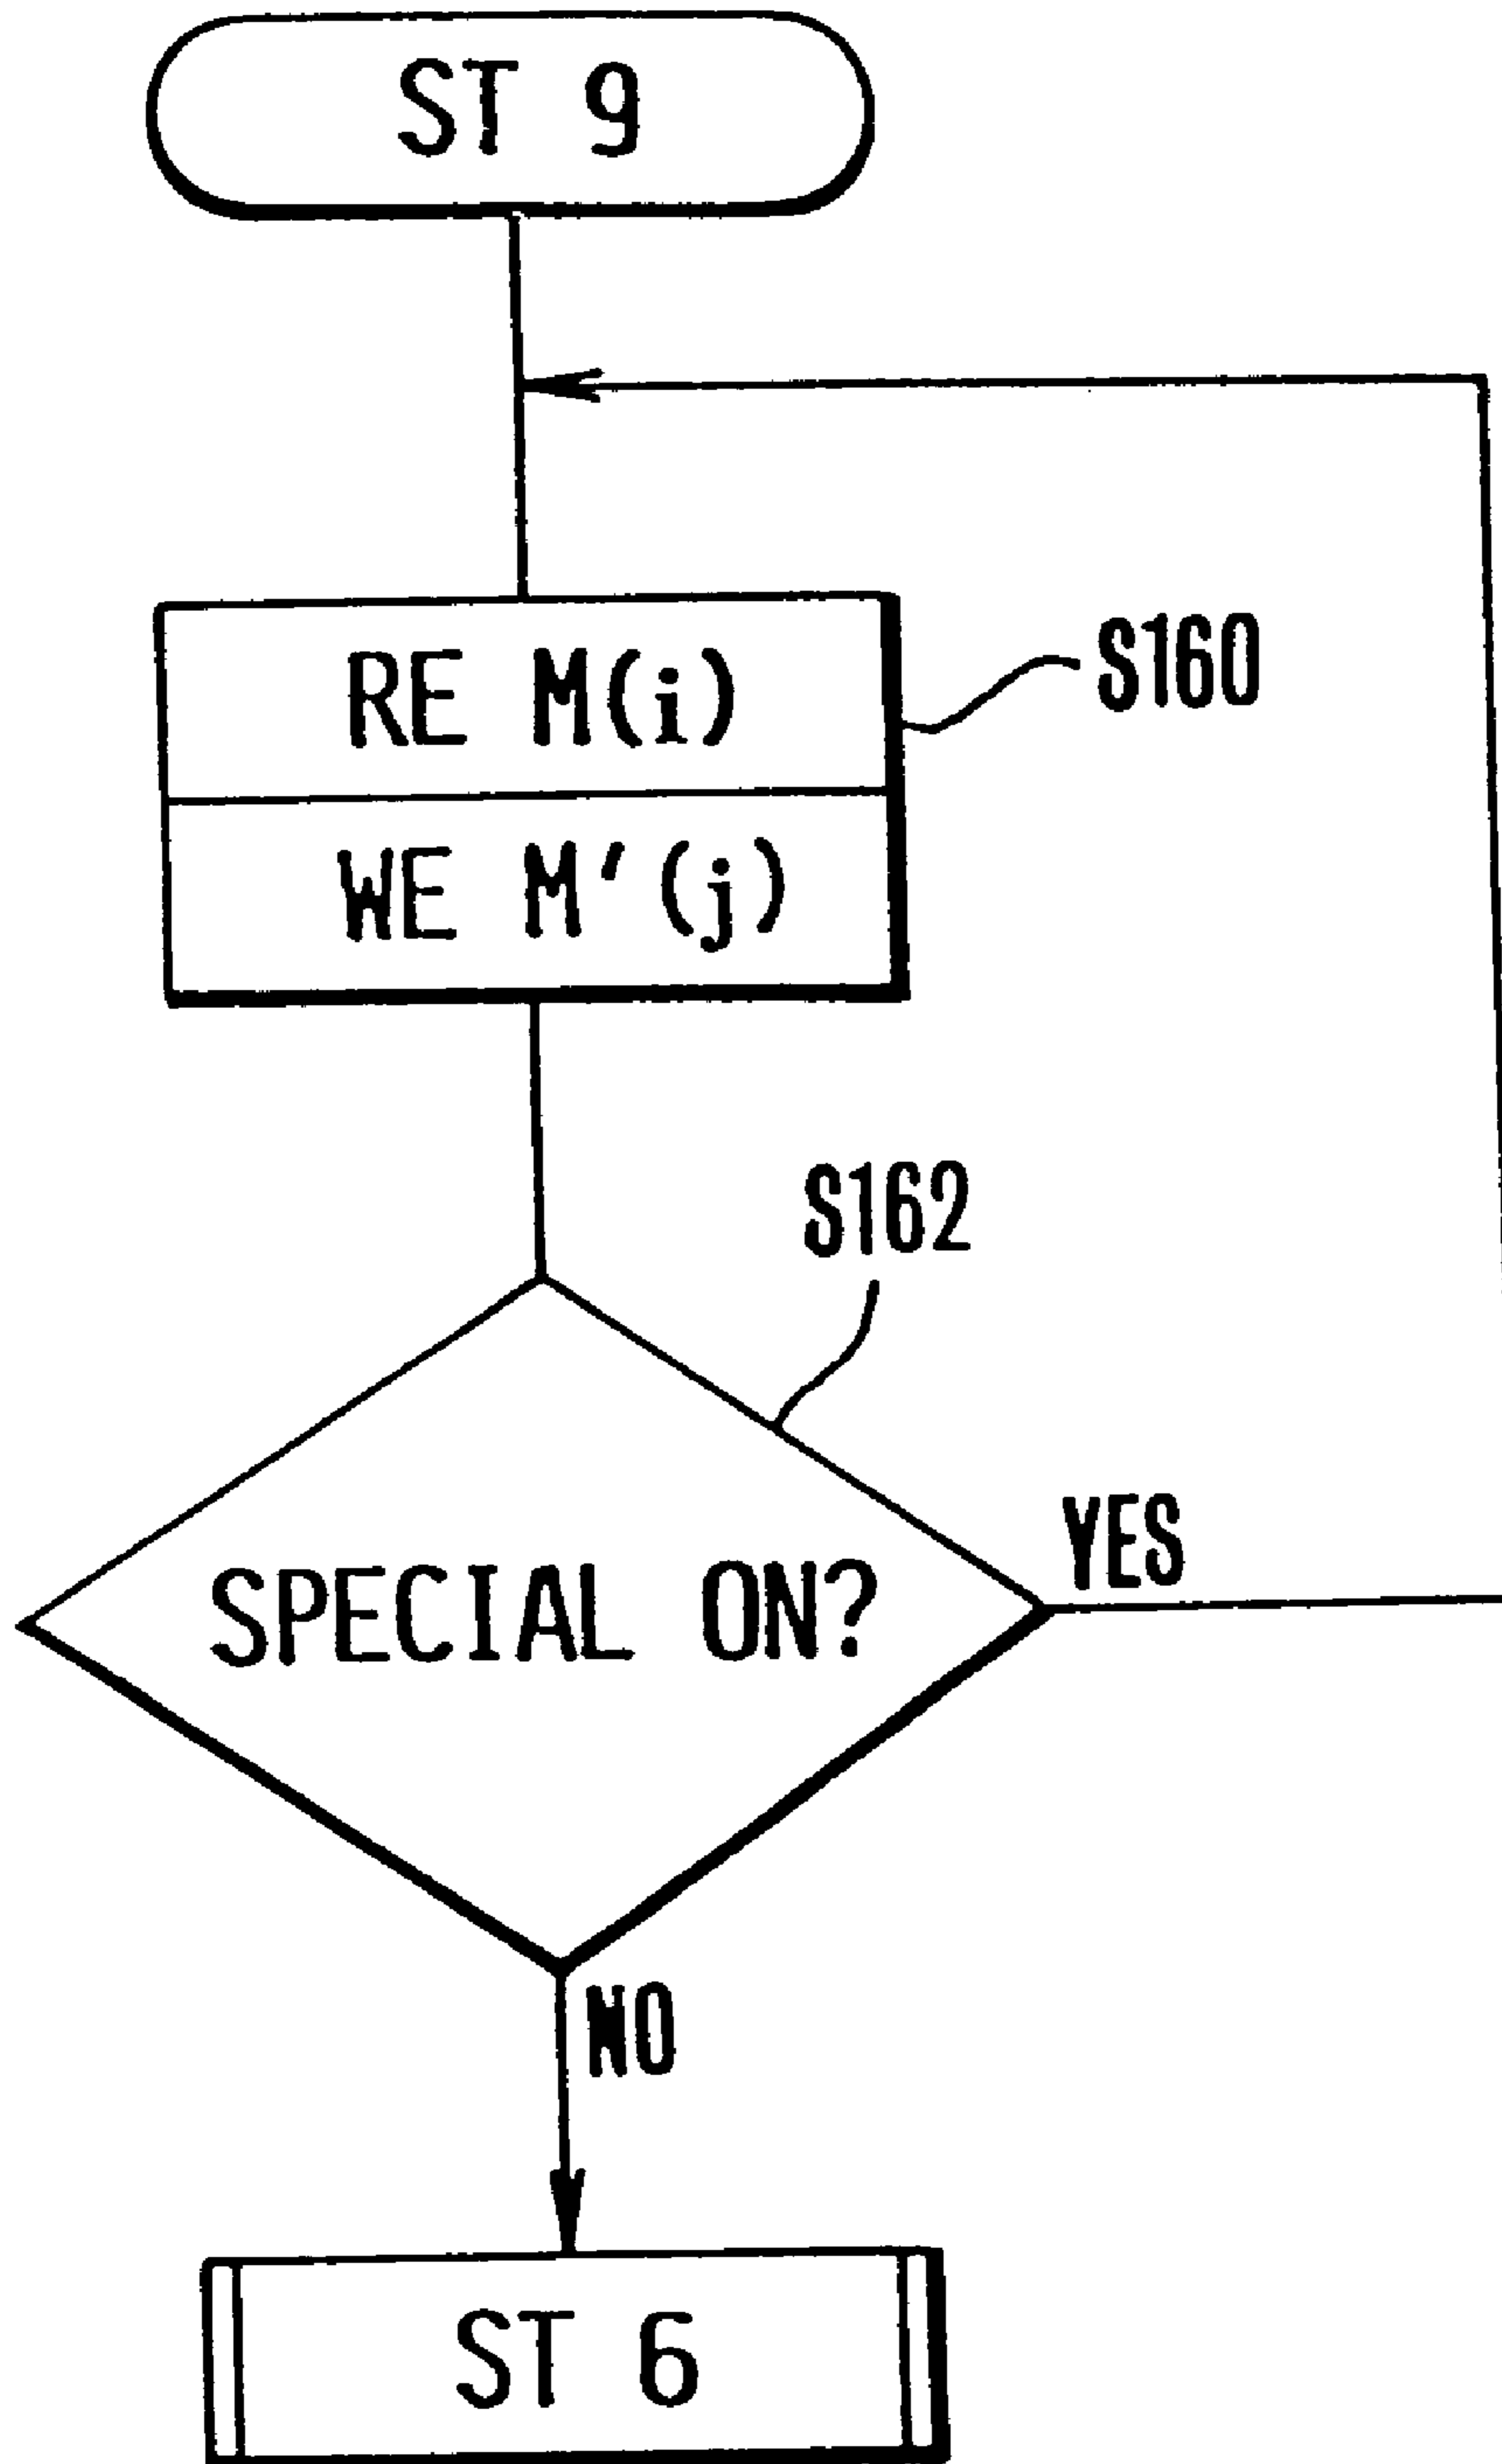 ST 9
RE M(i)
S160
WE M'(j)
S162
YES
SPECIAL ON?
NO
ST 6